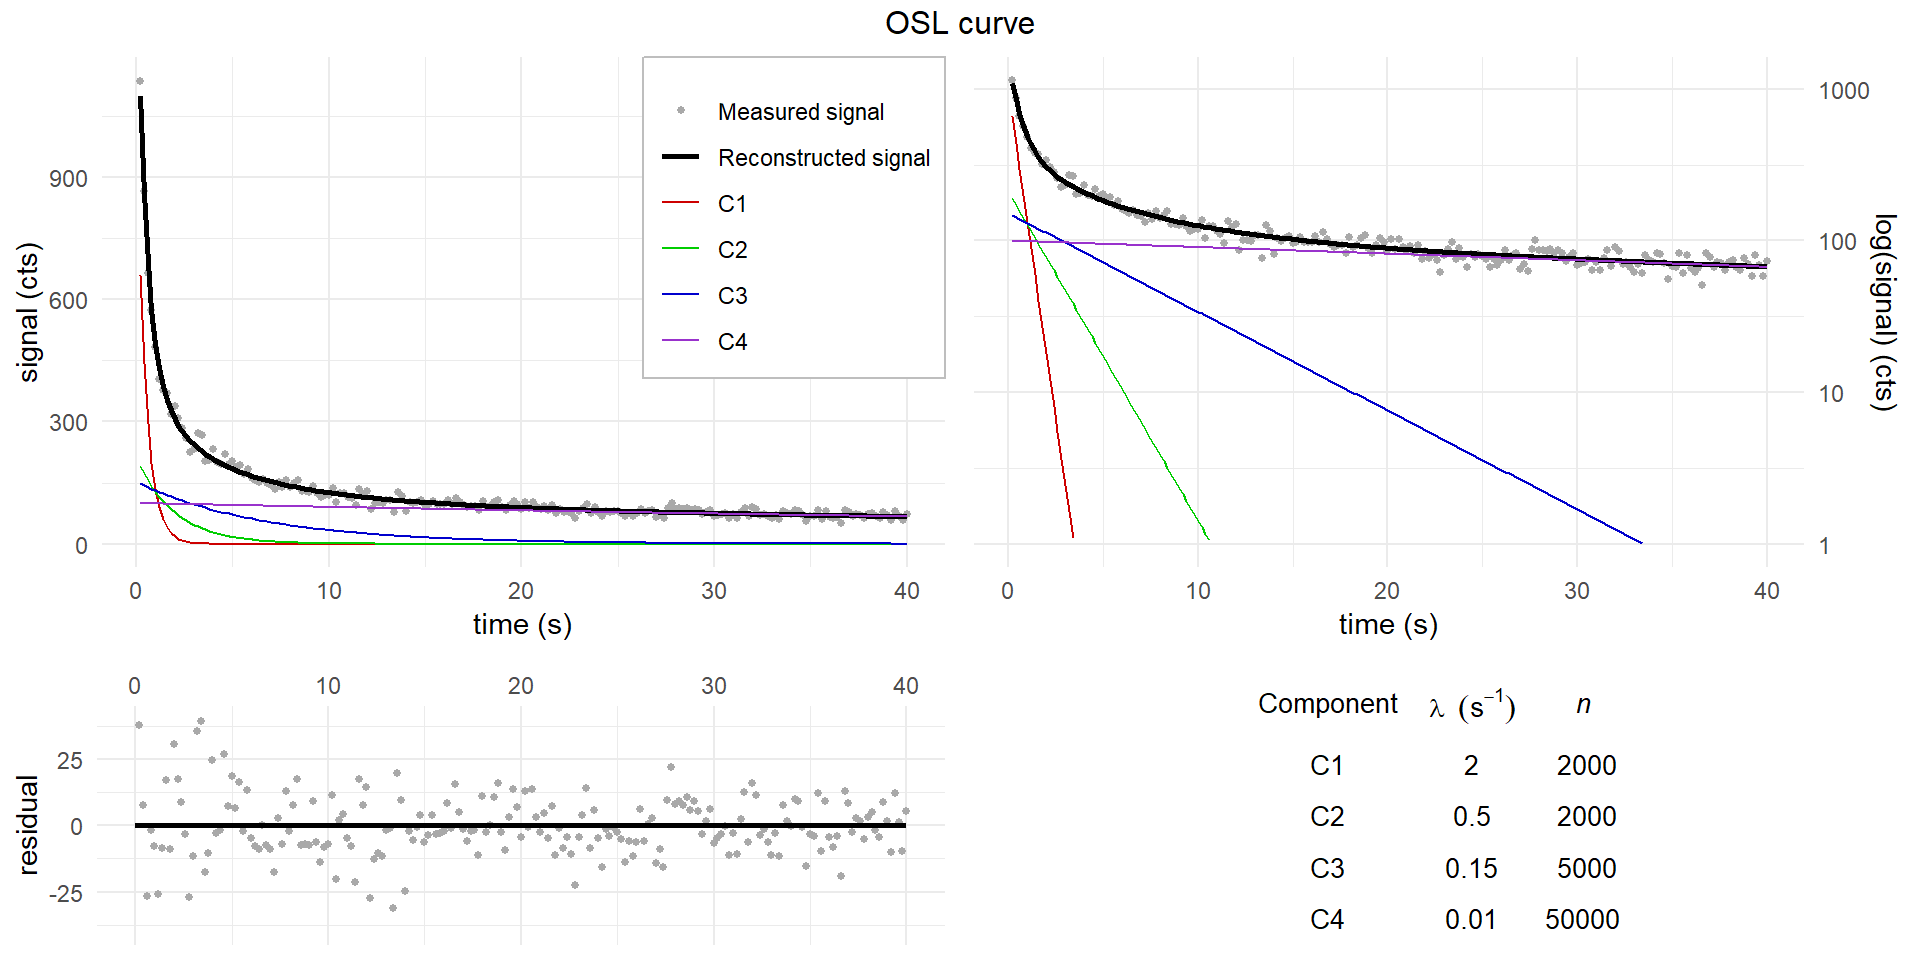 OSL curve
signal (cts)
900
600
300
0
0 10 20 30 40
time (s)
Measured signal
Reconstructed signal
C1
C2
C3
C4
1000
100
10
1
log(signal) (cts)
0 10 20 30 40
time (s)
0 10 20 30 40
residual
25
0
-25
Component λ (s⁻¹) n
C1 2 2000
C2 0.5 2000
C3 0.15 5000
C4 0.01 50000